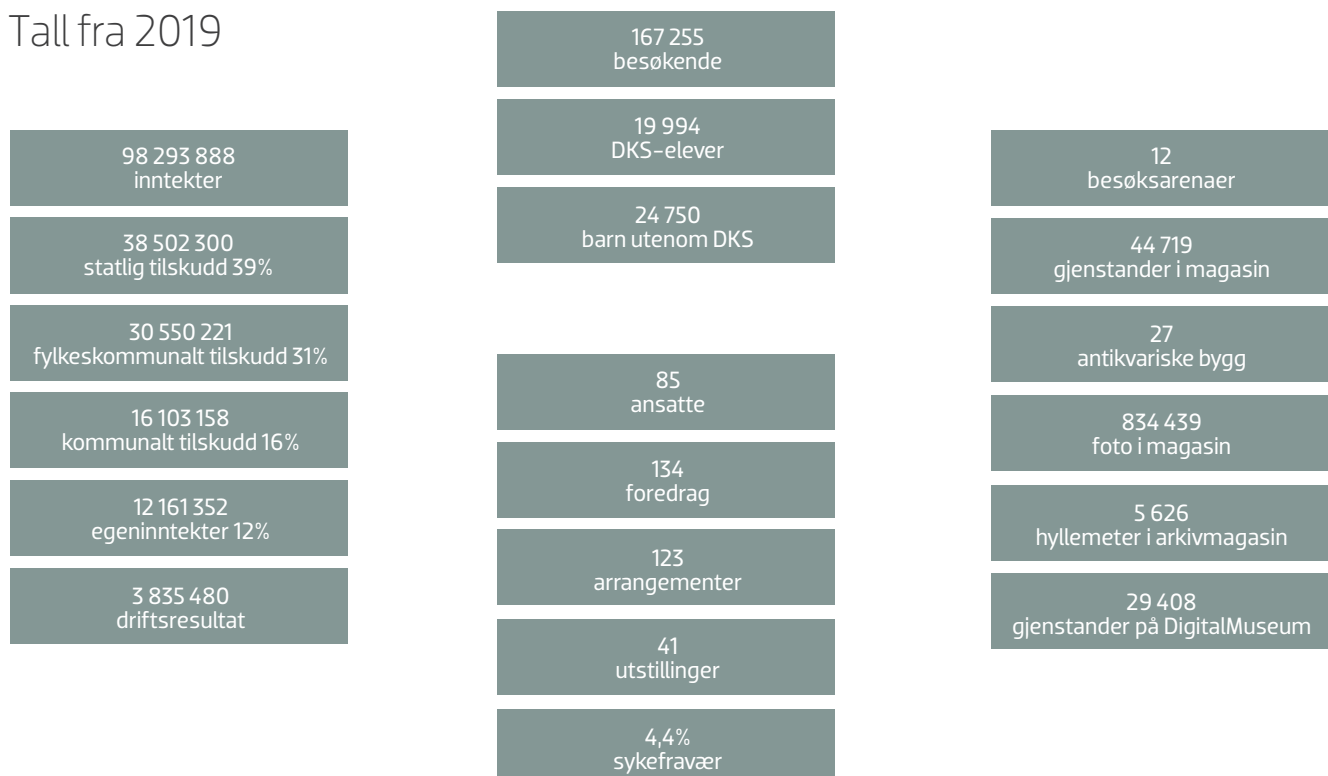 Tall fra 2019
98 293 888
inntekter
38 502 300
statlig tilskudd 39%
30 550 221
fylkeskommunalt tilskudd 31%
16 103 158
kommunalt tilskudd 16%
12 161 352
egeninntekter 12%
3 835 480
driftsresultat
167 255
besøkende
19 994
DKS-elever
24 750
barn utenom DKS
85
ansatte
134
foredrag
123
arrangementer
41
utstillinger
4,4%
sykefravær
12
besøksarenaer
44 719
gjenstander i magasin
27
antikvariske bygg
834 439
foto i magasin
5 626
hyllemeter i arkivmagasin
29 408
gjenstander på DigitalMuseum